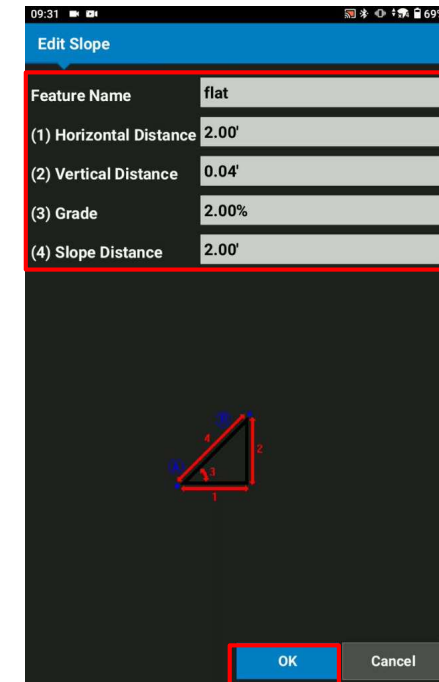 09:31 69%
Edit Slope
Feature Name flat
(1) Horizontal Distance 2.00'
(2) Vertical Distance 0.04'
(3) Grade 2.00%
(4) Slope Distance 2.00'
4
2
3
1
OK Cancel